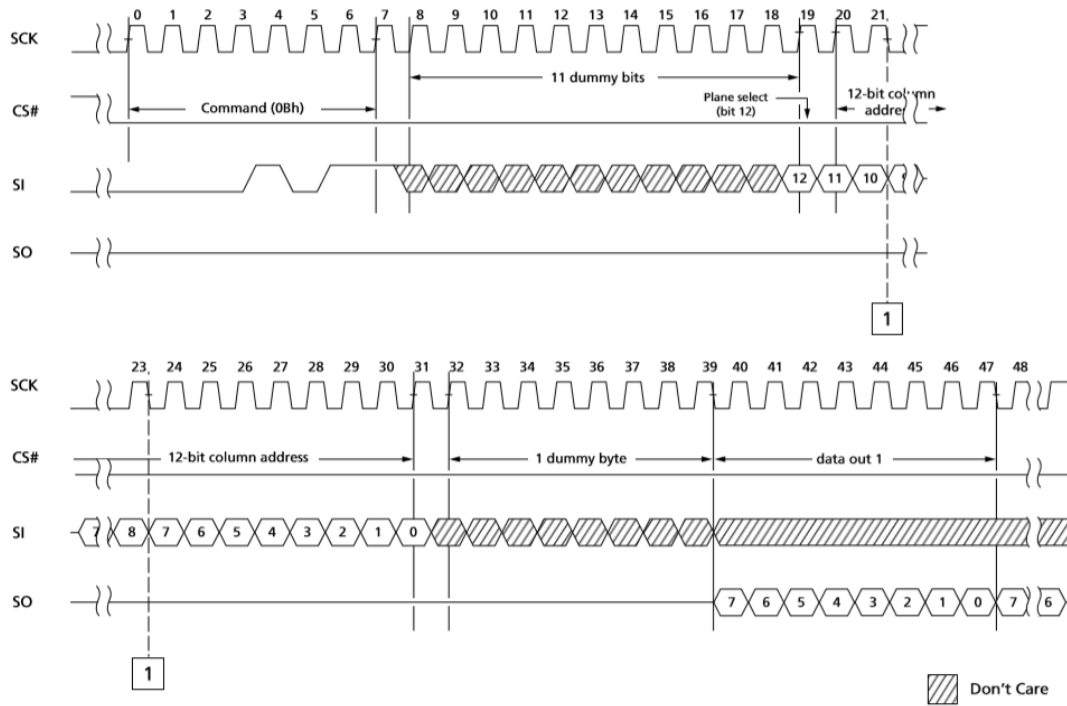 0 1 2 3 4 5 6 7 8 9 10 11 12 13 14 15 16 17 18 19 20 21
SCK
11 dummy bits
Command (0Bh)
Plane select
(bit 12)
12-bit column
CS#
SI
12 11 10
SO
1
23 24 25 26 27 28 29 30 31 32 33 34 35 36 37 38 39 40 41 42 43 44 45 46 47 48
SCK
CS#
12-bit column address
1 dummy byte
data out 1
SI
7 8 7 6 5 4 3 2 1 0
SO
7 6 5 4 3 2 1 0 7 6
1
Don't Care